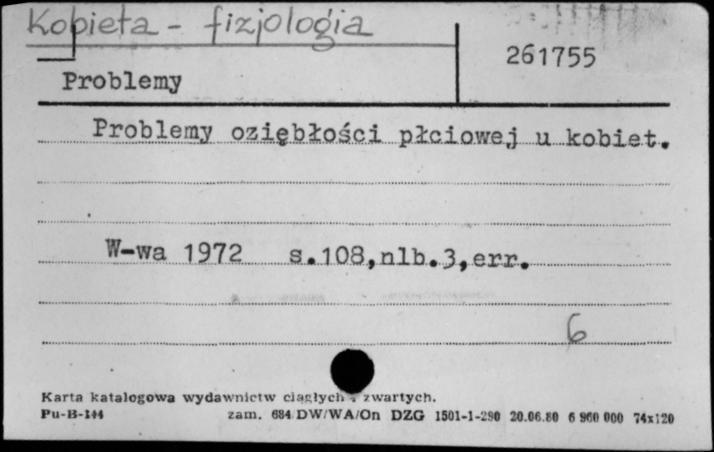 Kobieta - fizjologia
261755
Problemy
Problemy oziębłości płciowej u kobiet.
W-wa 1972 s.108,nlb.3,err.
6
Karta katalogowa wydawnictw ciągłych i zwartych.
Pu-B-144 zam. 684 DW/WA/On DZG 1501-1-290 20.06.80 6 960 000 74x120